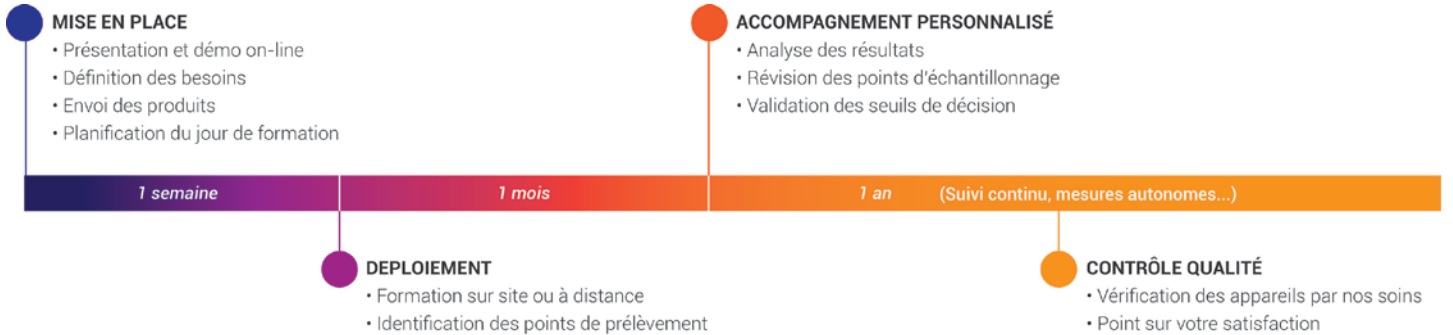 MISE EN PLACE
• Présentation et démo on-line
• Définition des besoins
• Envoi des produits
• Planification du jour de formation
ACCOMPAGNEMENT PERSONNALISÉ
• Analyse des résultats
• Révision des points d'échantillonnage
• Validation des seuils de décision
1 semaine
1 mois
1 an (Suivi continu, mesures autonomes...)
DEPLOIEMENT
• Formation sur site ou à distance
• Identification des points de prélèvement
CONTRÔLE QUALITÉ
• Vérification des appareils par nos soins
• Point sur votre satisfaction